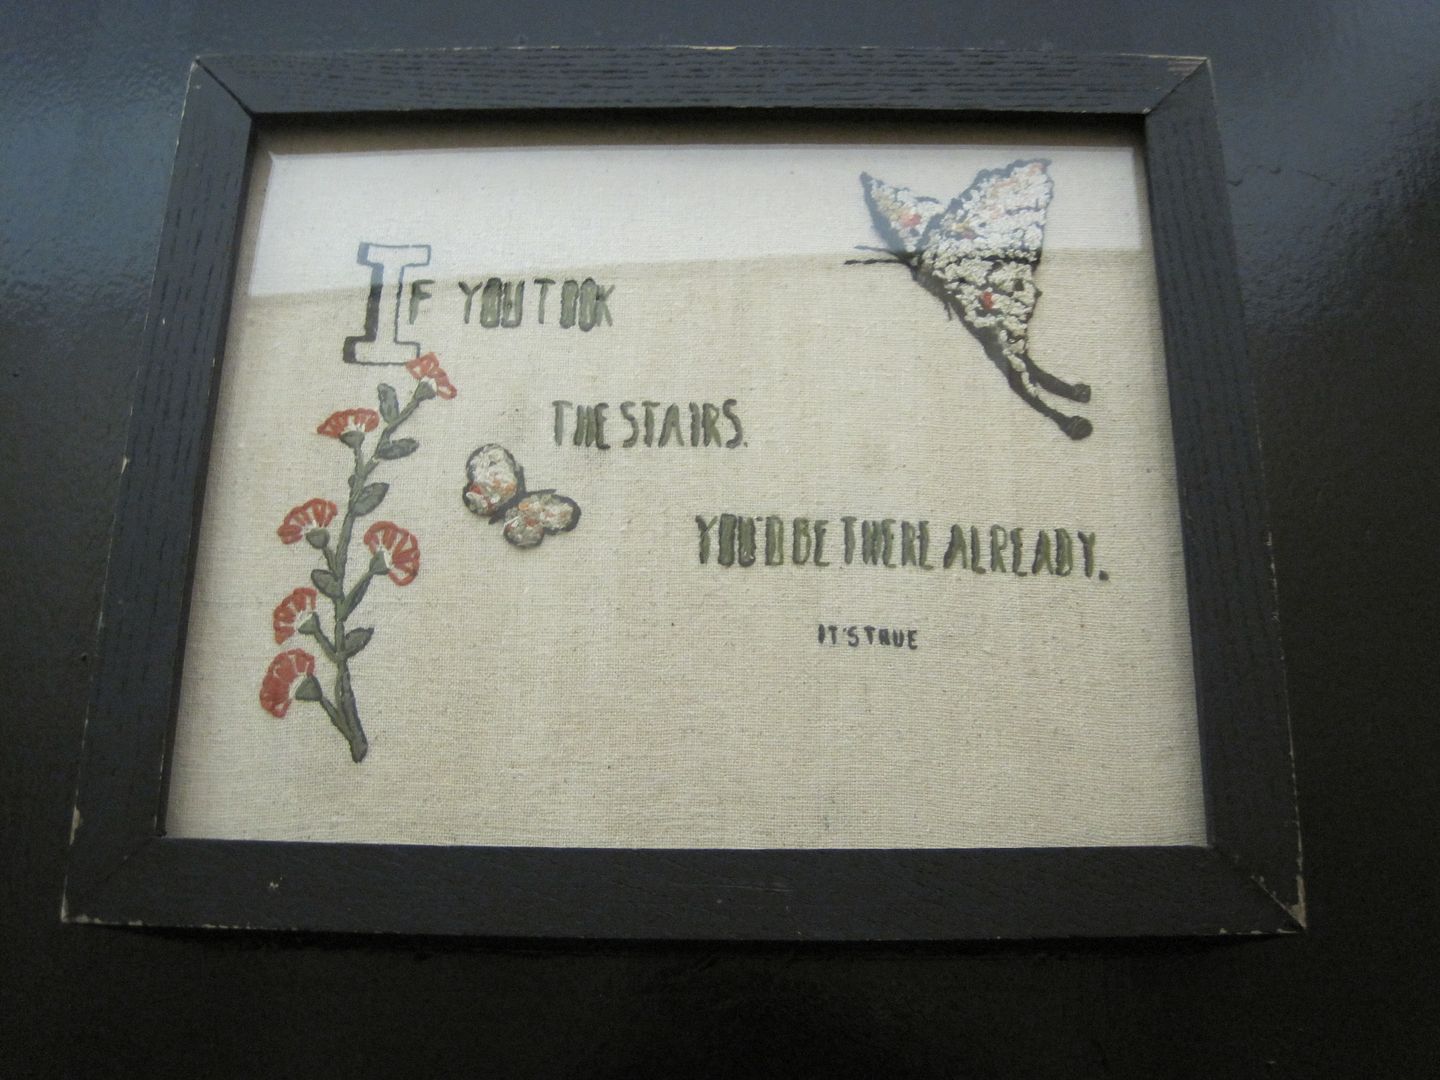 IF YOU TOOK
THE STAIRS.
YOU'D BE THERE ALREADY.
IT'S TRUE